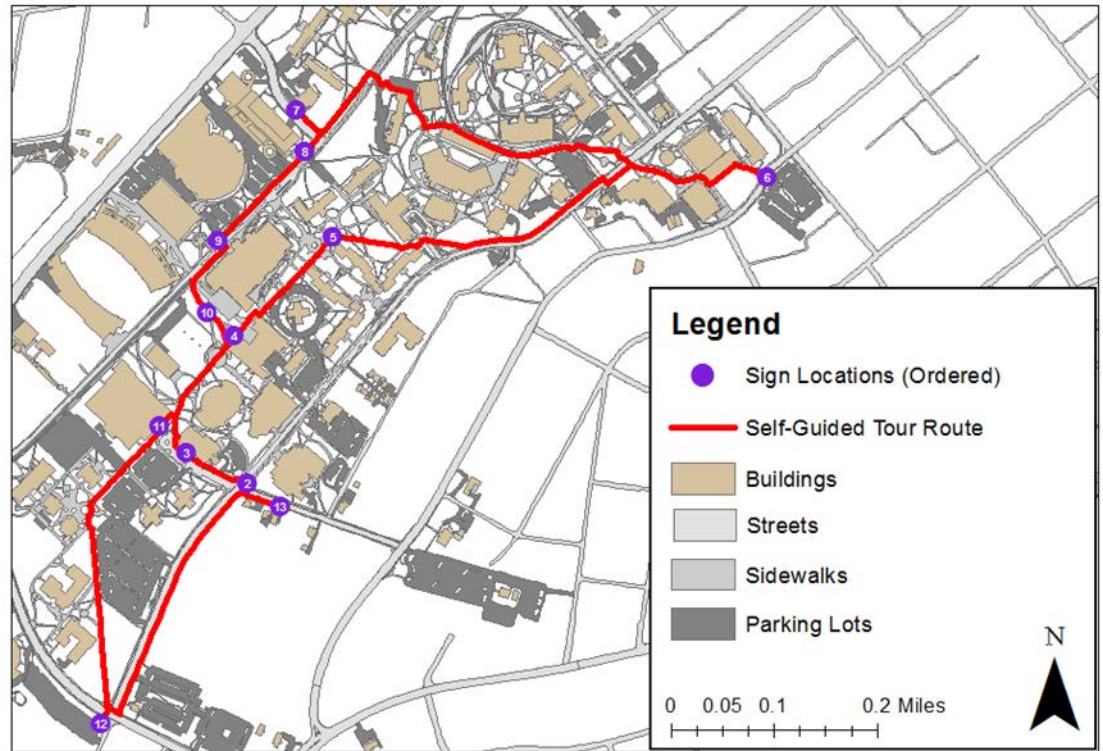 7
8
6
5
9
10
4
11
3
2
13
12
Legend
Sign Locations (Ordered)
Self-Guided Tour Route
Buildings
Streets
Sidewalks
Parking Lots
N
0 0.05 0.1 0.2 Miles